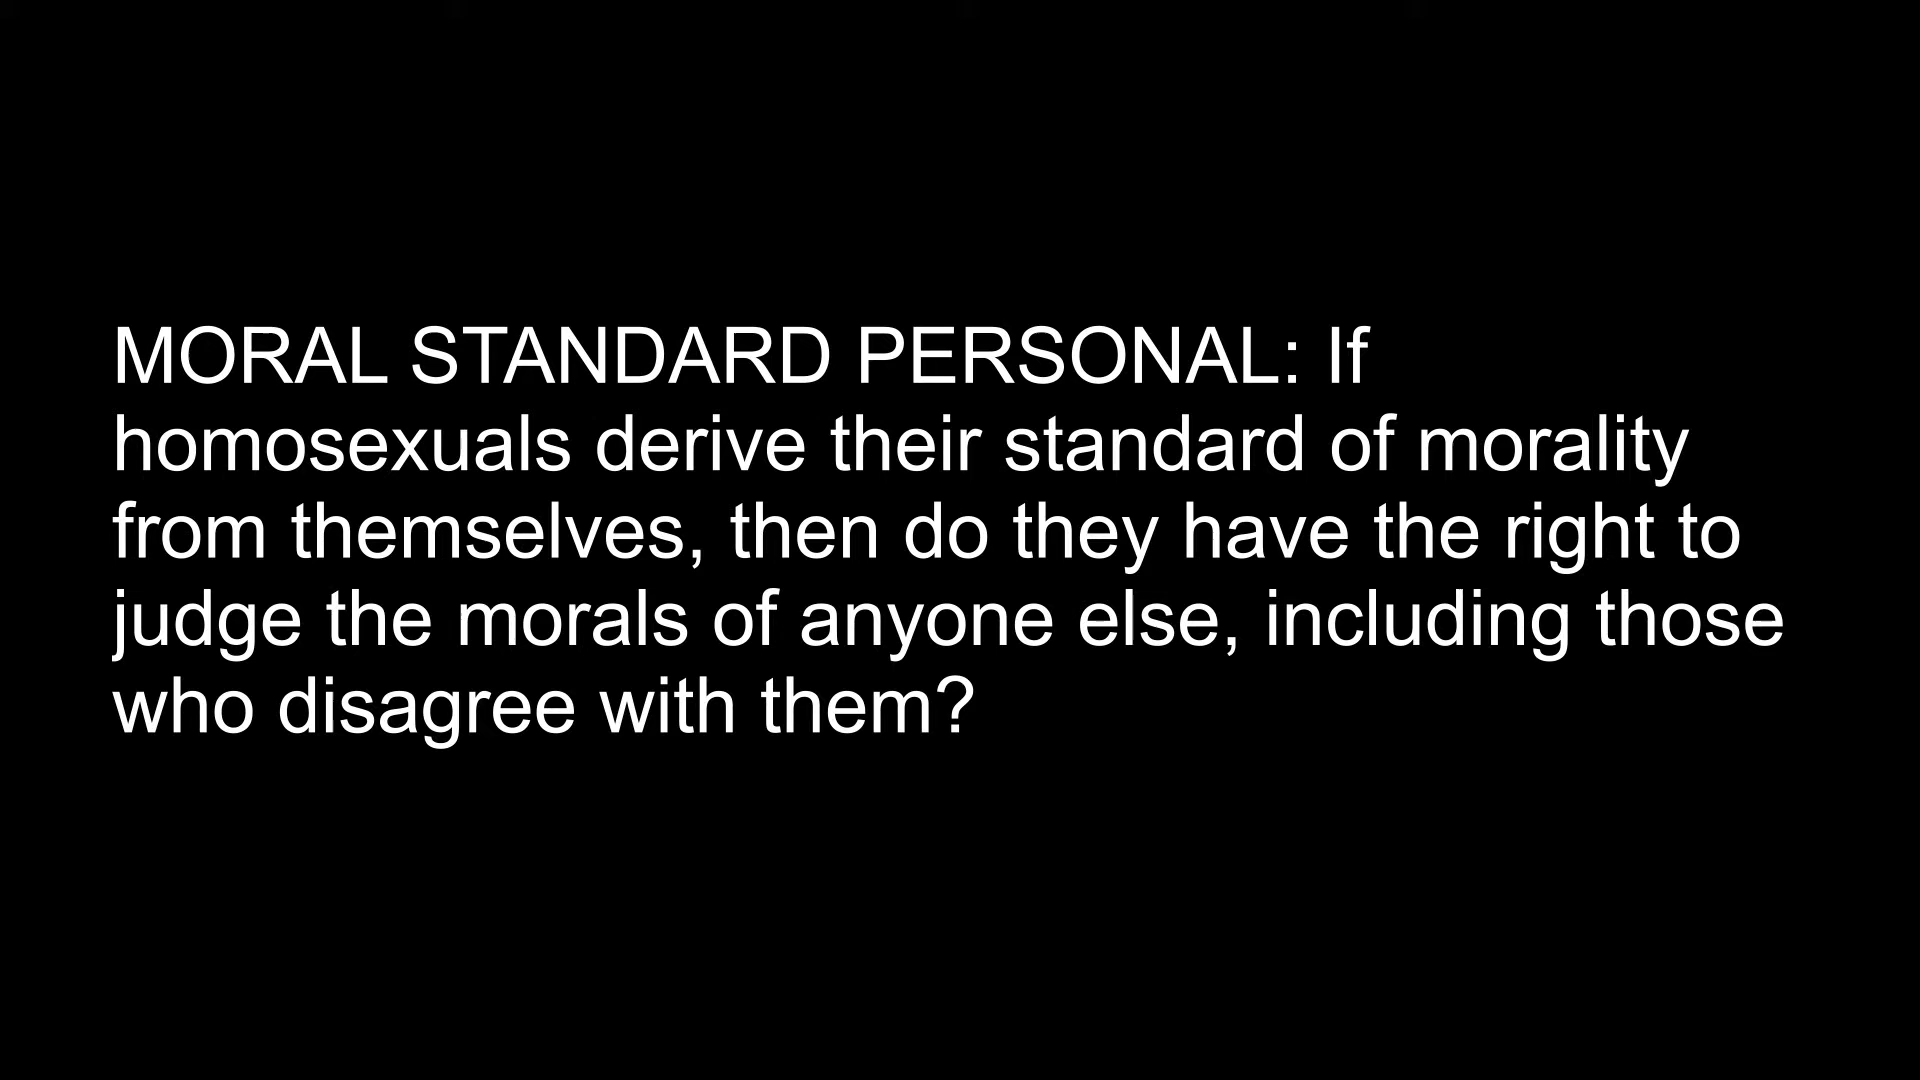 MORAL STANDARD PERSONAL: If
homosexuals derive their standard of morality
from themselves, then do they have the right to
judge the morals of anyone else, including those
who disagree with them?